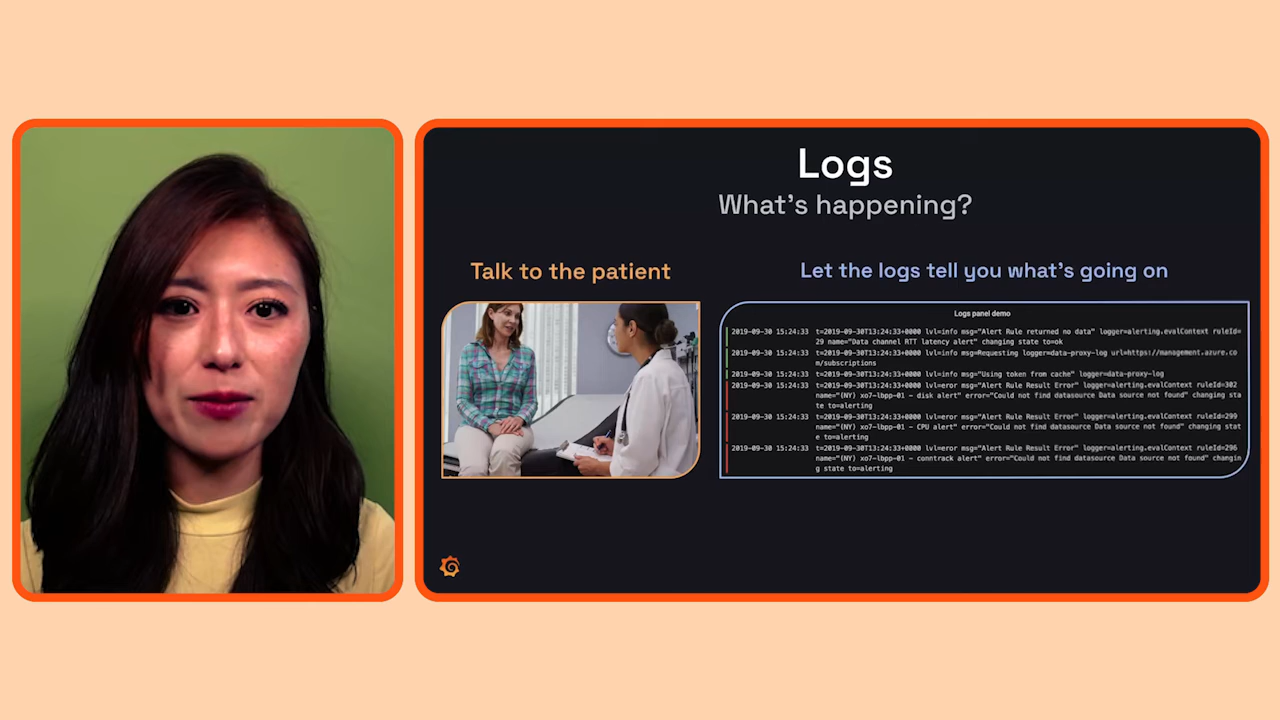 Logs
What's happening?
Talk to the patient
Let the logs tell you what's going on
Logs panel demo
2019-09-30 15:24:33 t=2019-09-30T13:24:33+0000 lvl=info msg="Alert Rule returned no data" logger=alerting.evalContext ruleId=
29 name="Data channel RTT latency alert" changing state to=ok
2019-09-30 15:24:33 t=2019-09-30T13:24:33+0000 lvl=info msg=Requesting logger=data-proxy-log url=https://management.azure.co
m/subscriptions
2019-09-30 15:24:33 t=2019-09-30T13:24:33+0000 lvl=info msg="Using token from cache" logger=data-proxy-log
2019-09-30 15:24:33 t=2019-09-30T13:24:33+0000 lvl=eror msg="Alert Rule Result Error" logger=alerting.evalContext ruleId=302
name="(NY) xo7-lbpp-01 - disk alert" error="Could not find datasource Data source not found" changing sta
te to=alerting
2019-09-30 15:24:33 t=2019-09-30T13:24:33+0000 lvl=eror msg="Alert Rule Result Error" logger=alerting.evalContext ruleId=299
name="(NY) xo7-lbpp-01 - CPU alert" error="Could not find datasource Data source not found" changing stat
e to=alerting
2019-09-30 15:24:33 t=2019-09-30T13:24:33+0000 lvl=eror msg="Alert Rule Result Error" logger=alerting.evalContext ruleId=296
name="(NY) xo7-lbpp-01 - conntrack alert" error="Could not find datasource Data source not found" changin
g state to=alerting